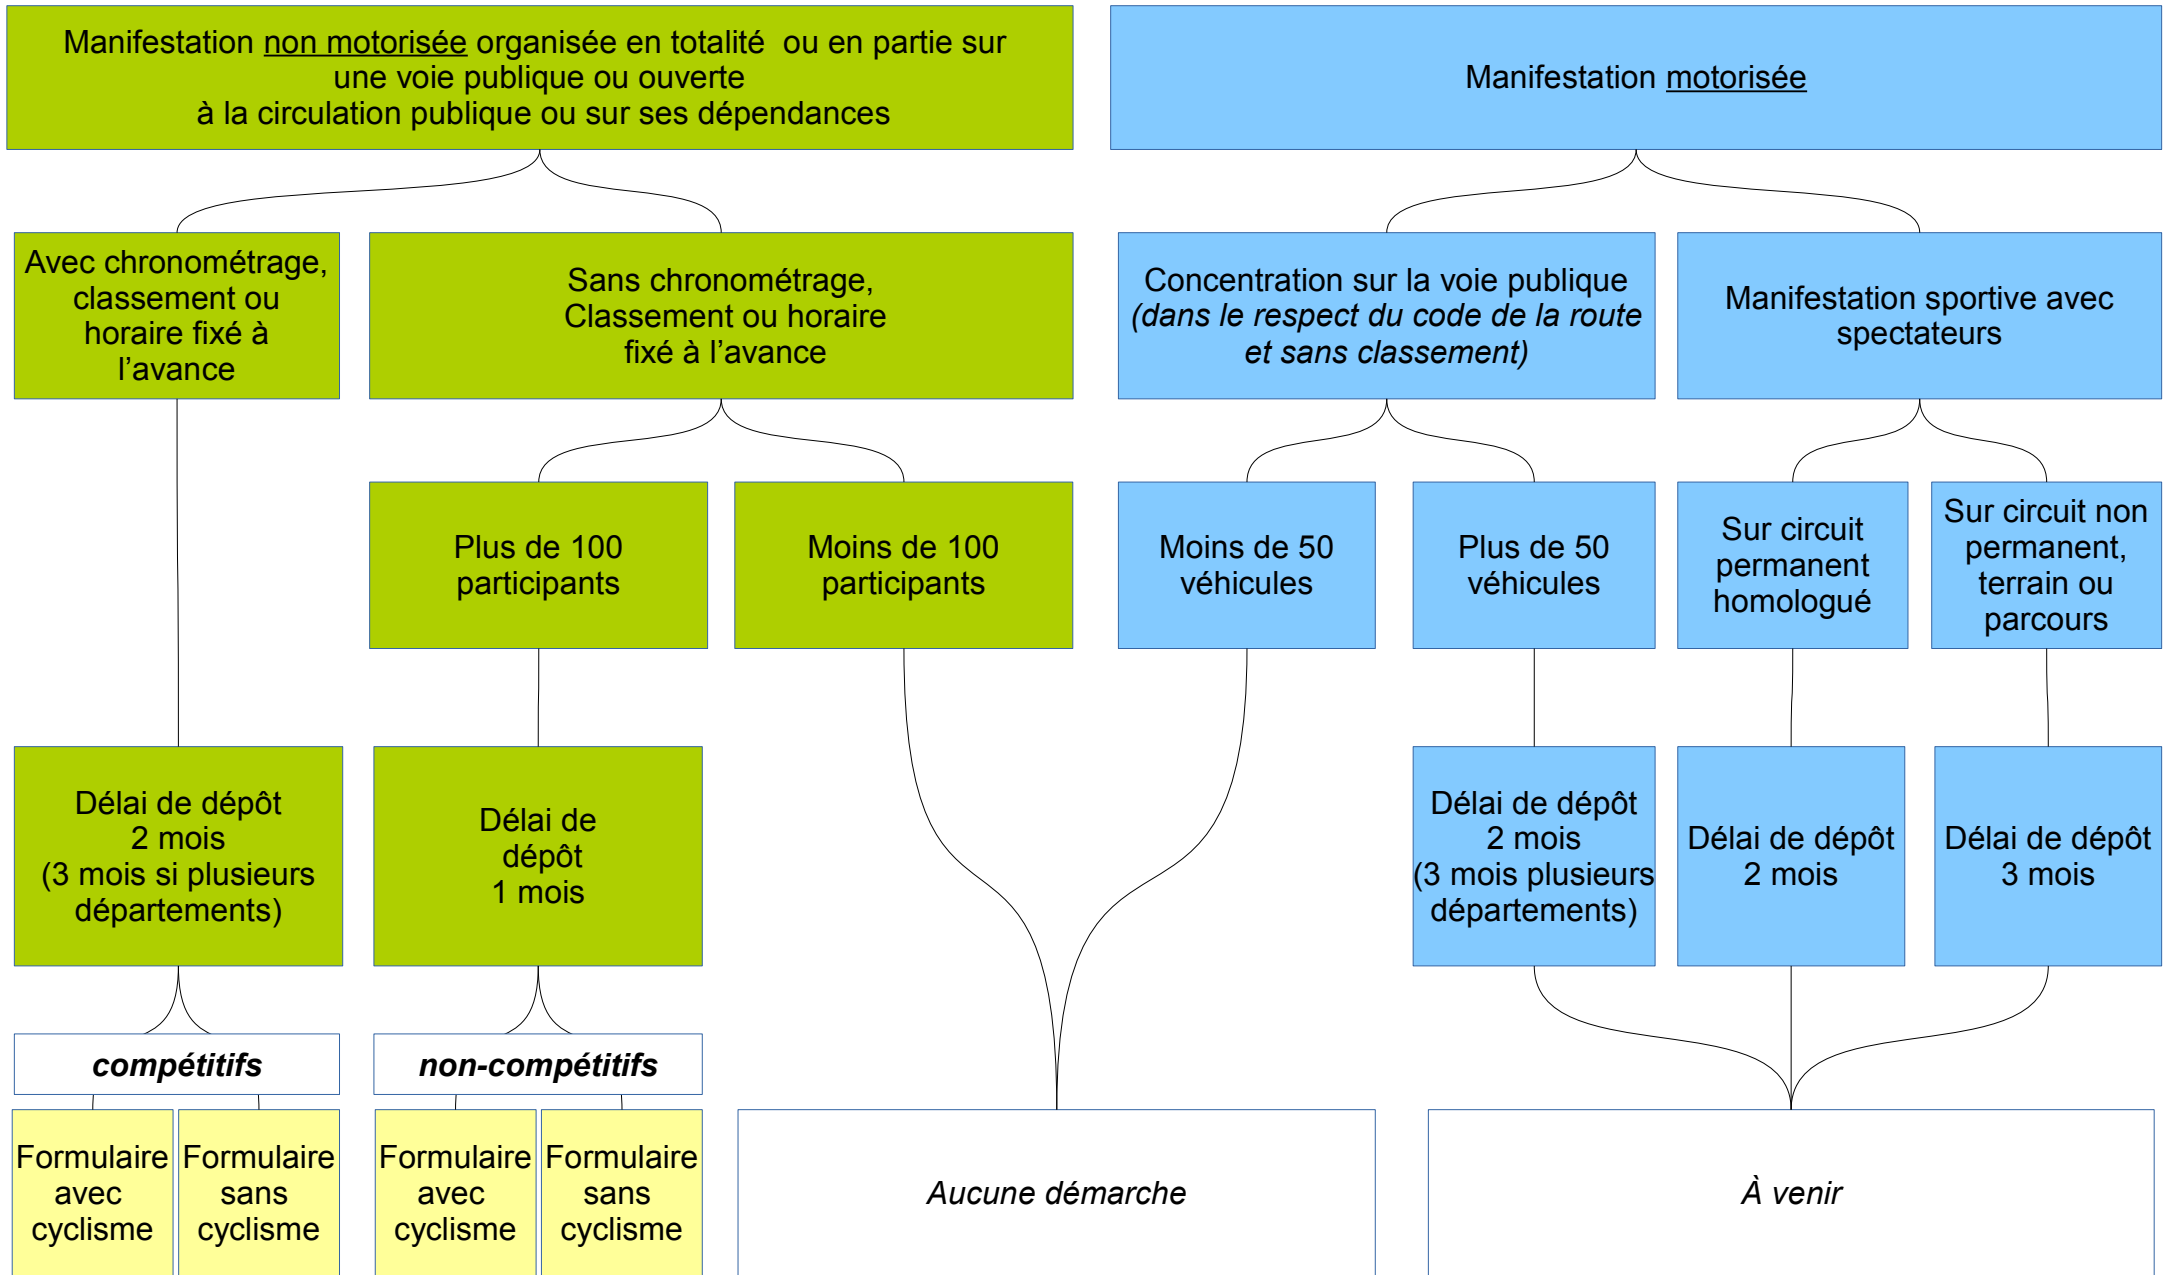 Manifestation non motorisée organisée en totalité ou en partie sur
une voie publique ou ouverte
à la circulation publique ou sur ses dépendances
Manifestation motorisée
Avec chronométrage,
classement ou
horaire fixé à
l’avance
Sans chronométrage,
Classement ou horaire
fixé à l’avance
Concentration sur la voie publique
(dans le respect du code de la route
et sans classement)
Manifestation sportive avec
spectateurs
Plus de 100
participants
Moins de 100
participants
Moins de 50
véhicules
Plus de 50
véhicules
Sur circuit
permanent
homologué
Sur circuit non
permanent,
terrain ou
parcours
Délai de dépôt
2 mois
(3 mois si plusieurs
départements)
Délai de
dépôt
1 mois
Délai de dépôt
2 mois
(3 mois plusieurs
départements)
Délai de dépôt
2 mois
Délai de dépôt
3 mois
compétitifs
non-compétitifs
Formulaire
avec
cyclisme
Formulaire
sans
cyclisme
Formulaire
avec
cyclisme
Formulaire
sans
cyclisme
Aucune démarche
À venir